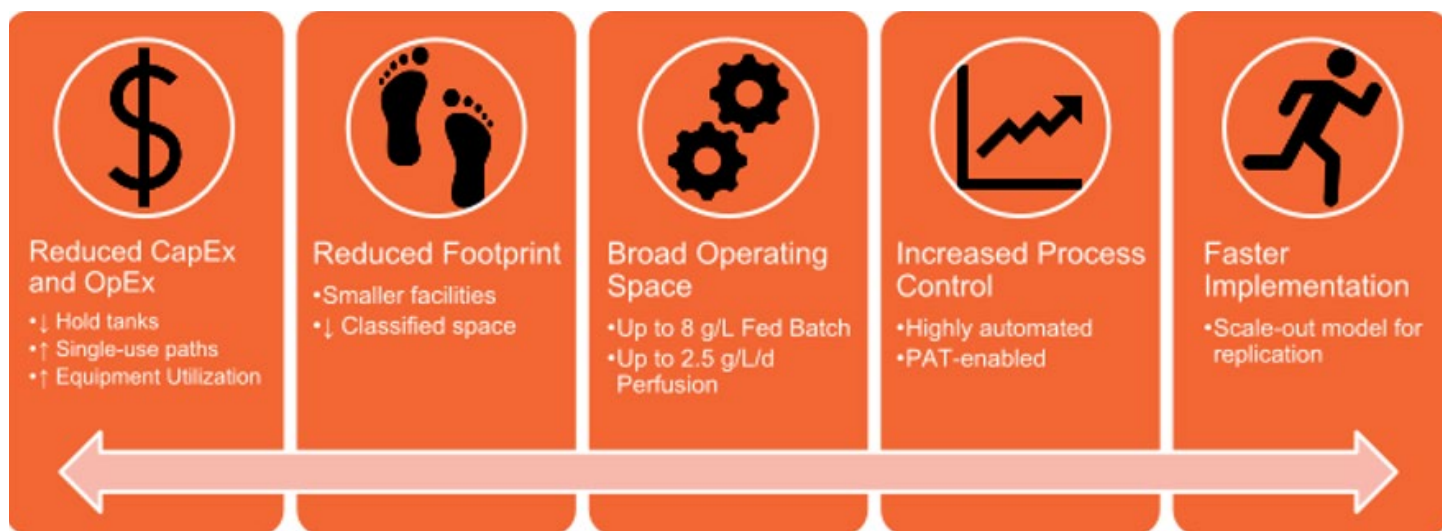 Reduced CapEx
and OpEx
•↓ Hold tanks
•↑ Single-use paths
•↑ Equipment Utilization
Reduced Footprint
•Smaller facilities
•↓ Classified space
Broad Operating
Space
•Up to 8 g/L Fed Batch
•Up to 2.5 g/L/d
Perfusion
Increased Process
Control
•Highly automated
•PAT-enabled
Faster
Implementation
•Scale-out model for
replication